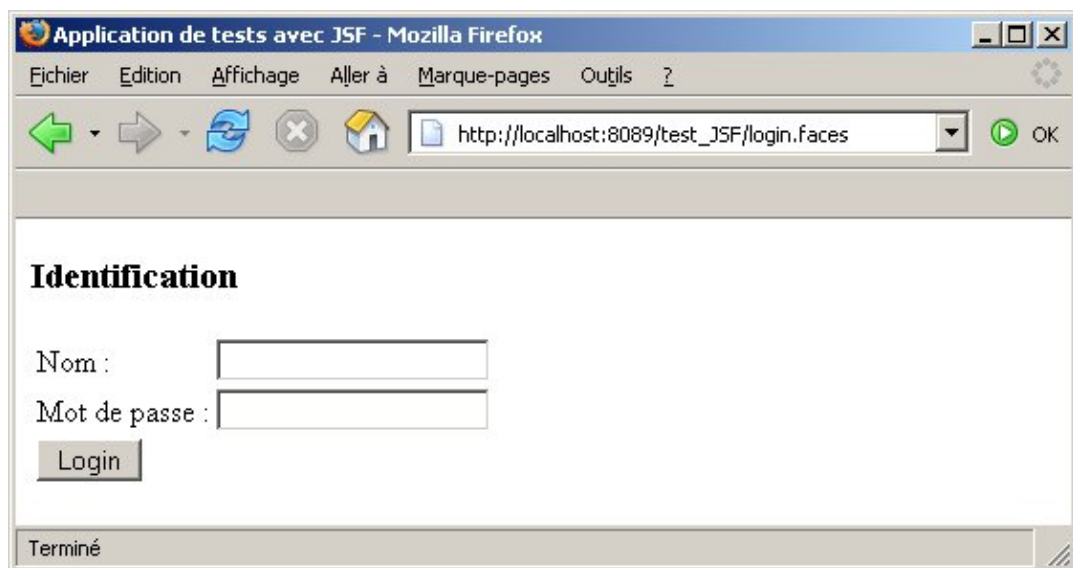 Application de tests avec JSF - Mozilla Firefox
Fichier Edition Affichage Aller à Marque-pages Outils ?
http://localhost:8089/test_JSF/login.faces OK
Identification
Nom :
Mot de passe :
Login
Terminé